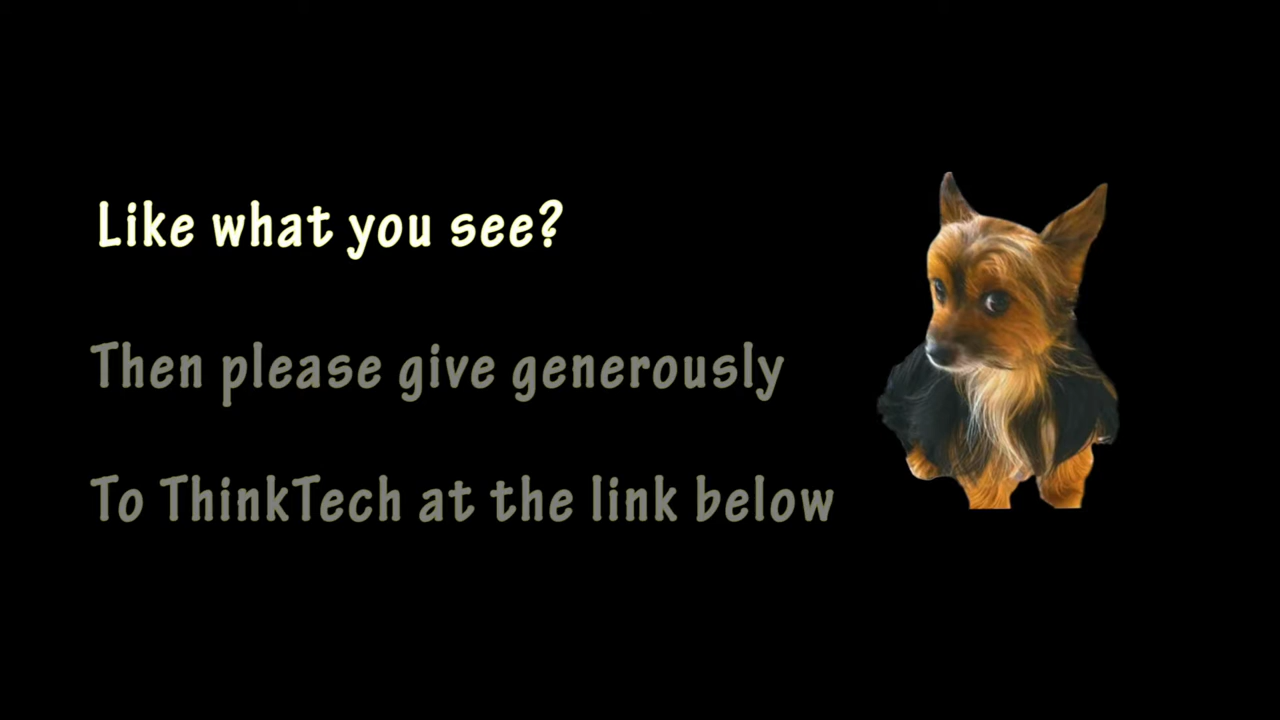 Like what you see?
Then please give generously
To ThinkTech at the link below